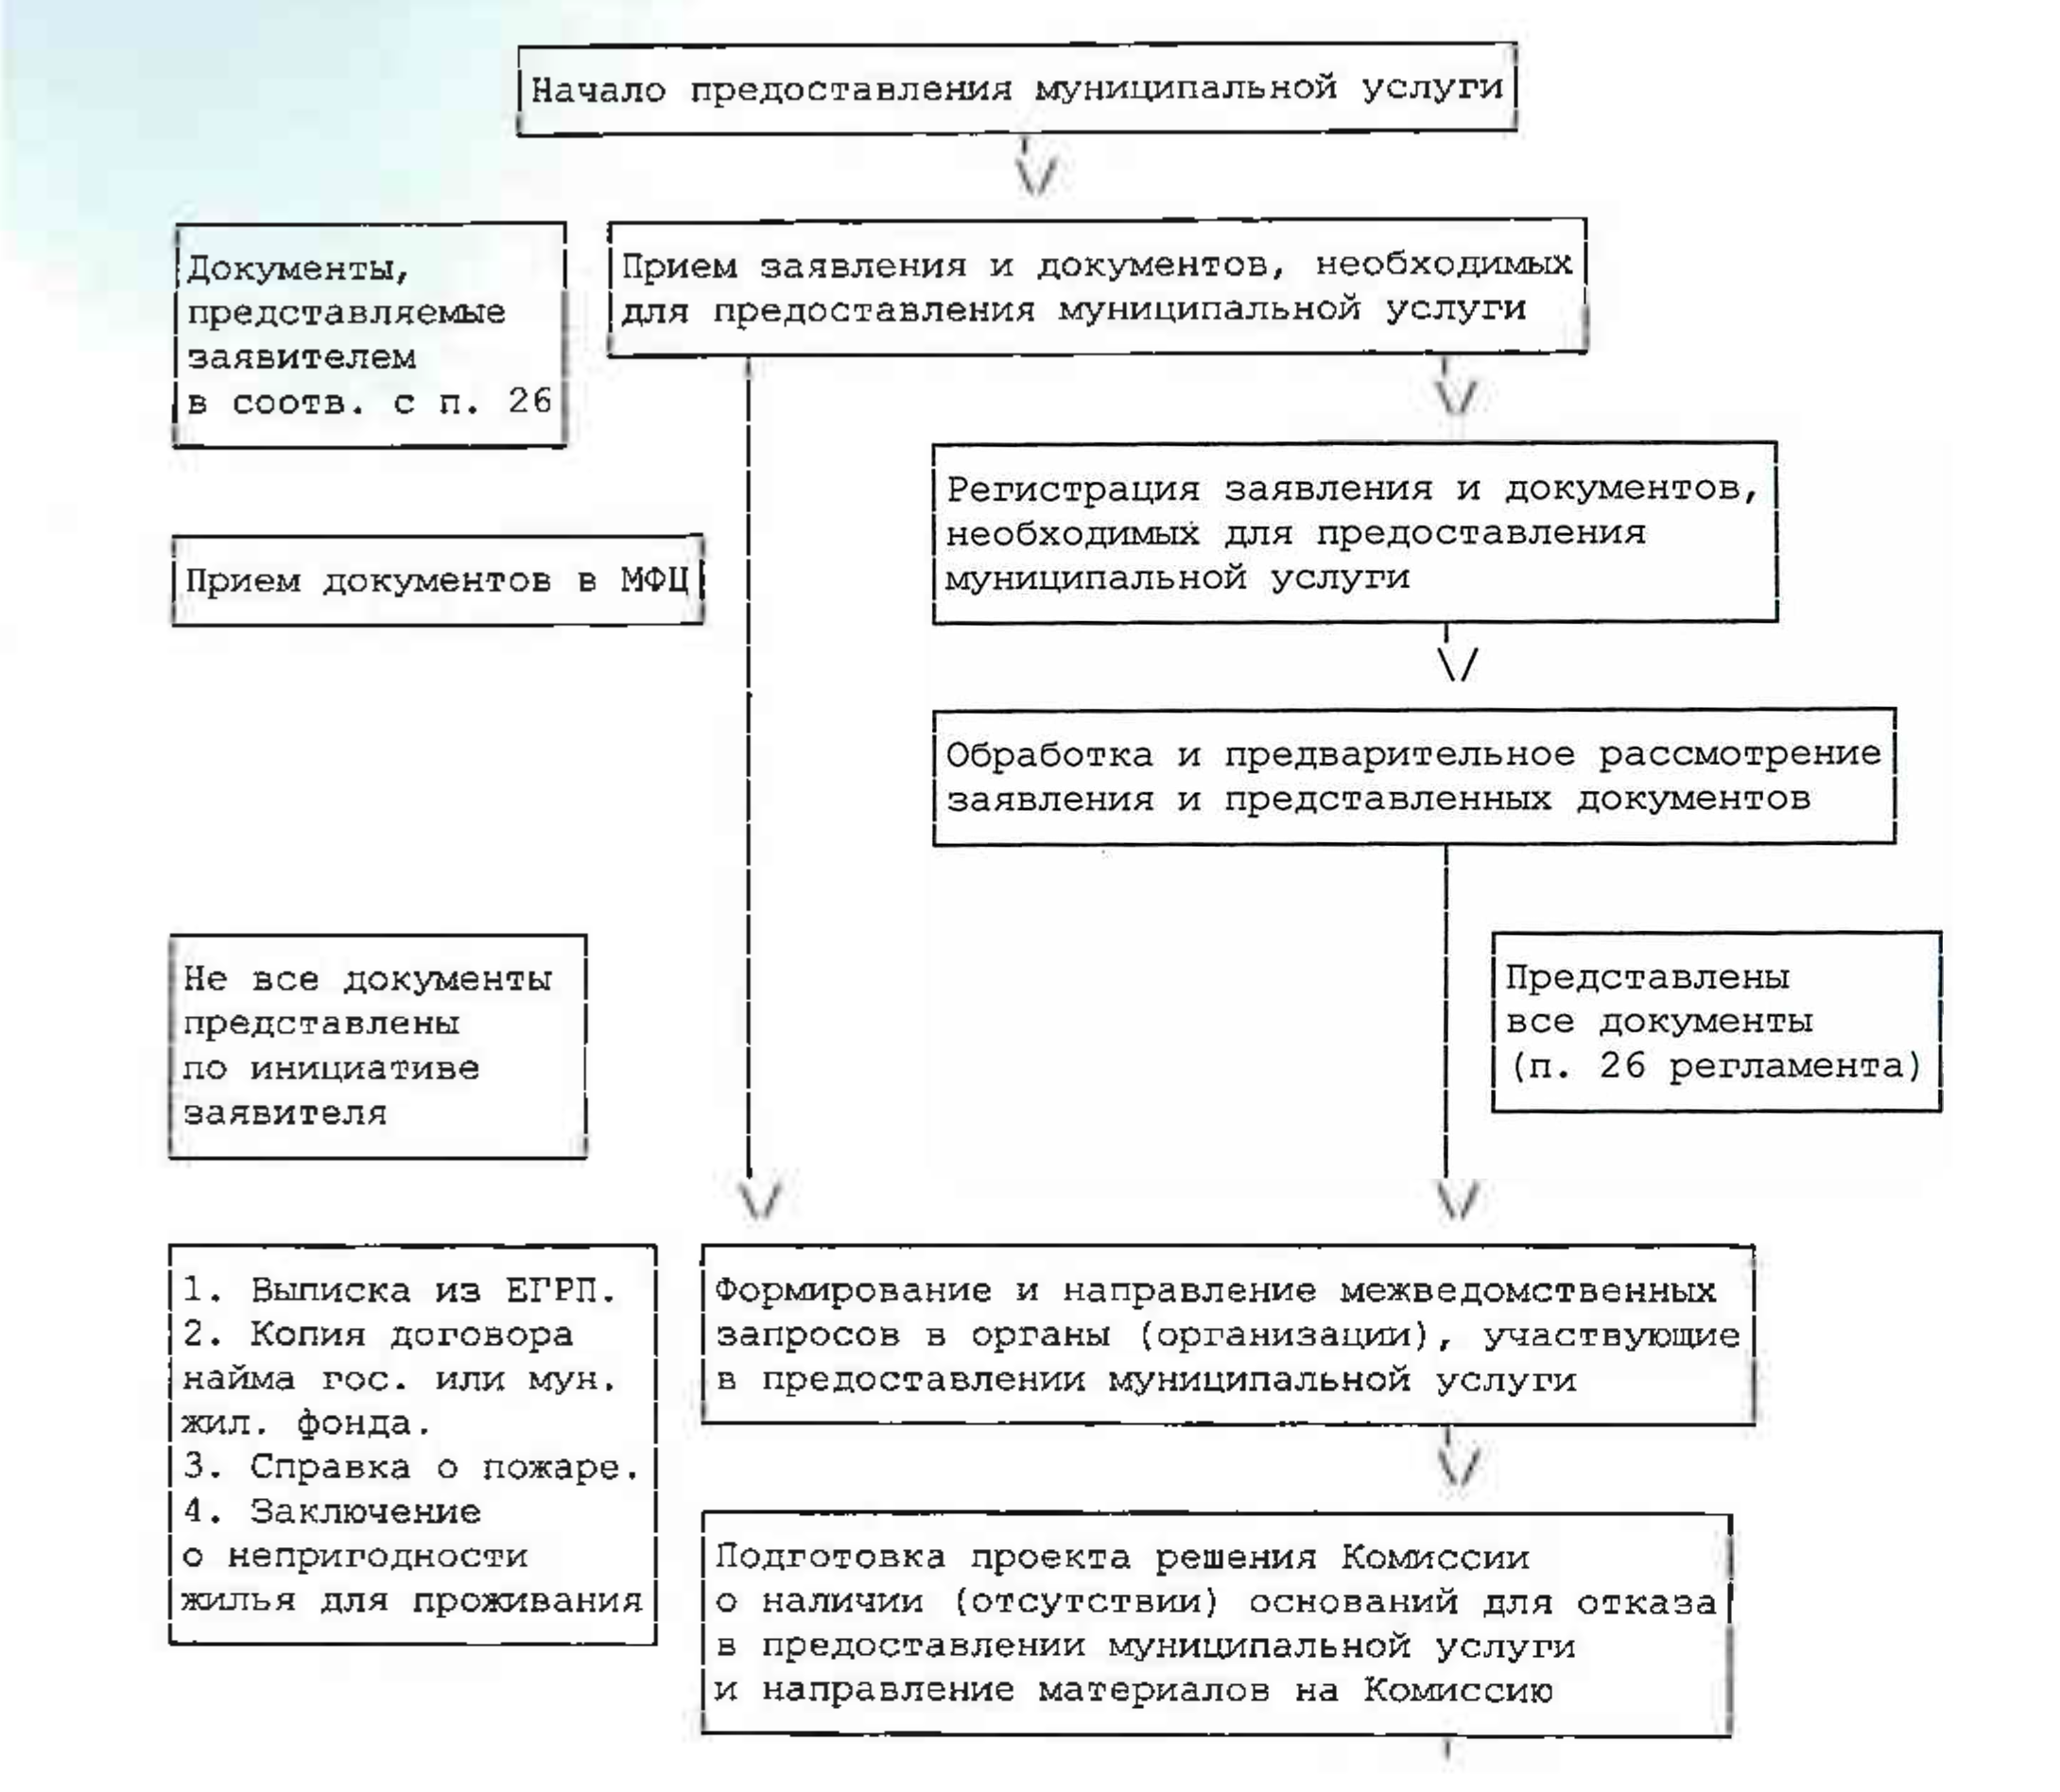 Начало предоставления муниципальной услуги
Документы,
представляемые
заявителем
в соотв. с п. 26
Прием заявления и документов, необходимых
для предоставления муниципальной услуги
Регистрация заявления и документов,
необходимых для предоставления
муниципальной услуги
Прием документов в МФЦ
Обработка и предварительное рассмотрение
заявления и представленных документов
Не все документы
представлены
по инициативе
заявителя
Представлены
все документы
(п. 26 регламента)
1. Выписка из ЕГРП.
2. Копия договора
найма гос. или мун.
жил. фонда.
3. Справка о пожаре.
4. Заключение
о непригодности
жилья для проживания
Формирование и направление межведомственных
запросов в органы (организации), участвующие
в предоставлении муниципальной услуги
Подготовка проекта решения Комиссии
о наличии (отсутствии) оснований для отказа
в предоставлении муниципальной услуги
и направление материалов на Комиссию